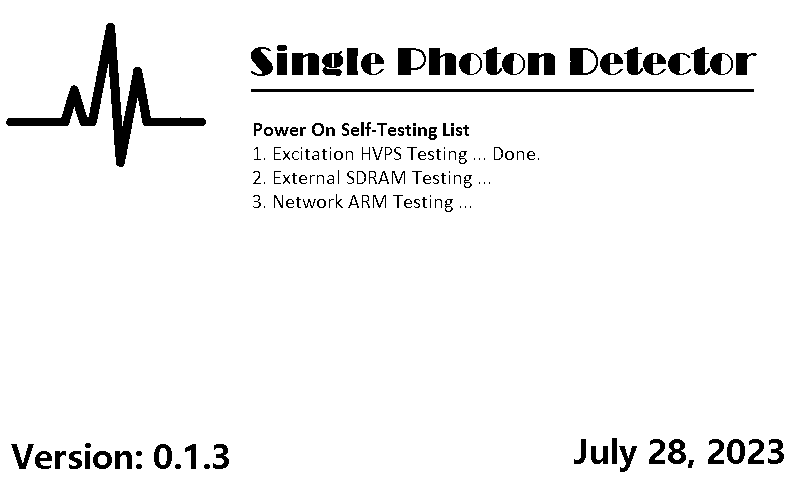 Single Photon Detector
Power On Self-Testing List
1. Excitation HVPS Testing ... Done.
2. External SDRAM Testing ...
3. Network ARM Testing ...
Version: 0.1.3
July 28, 2023